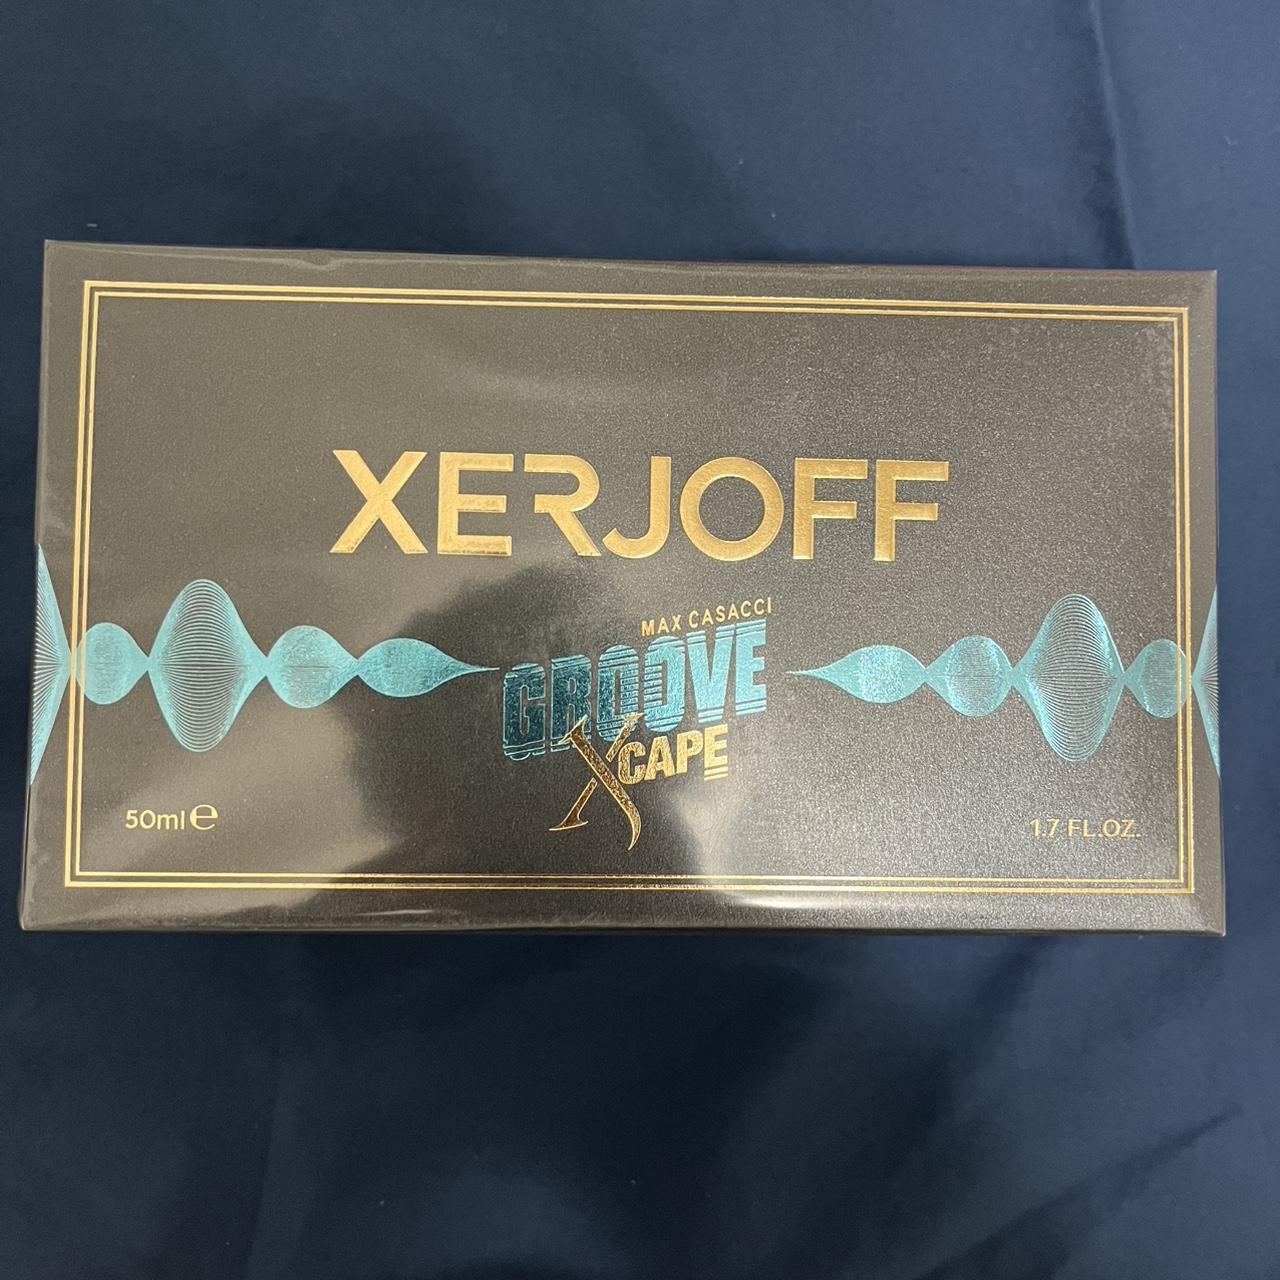 XERJOFF
MAX CASACCI
GROOVE
XCAPE
50ml℮
1.7 FL.OZ.